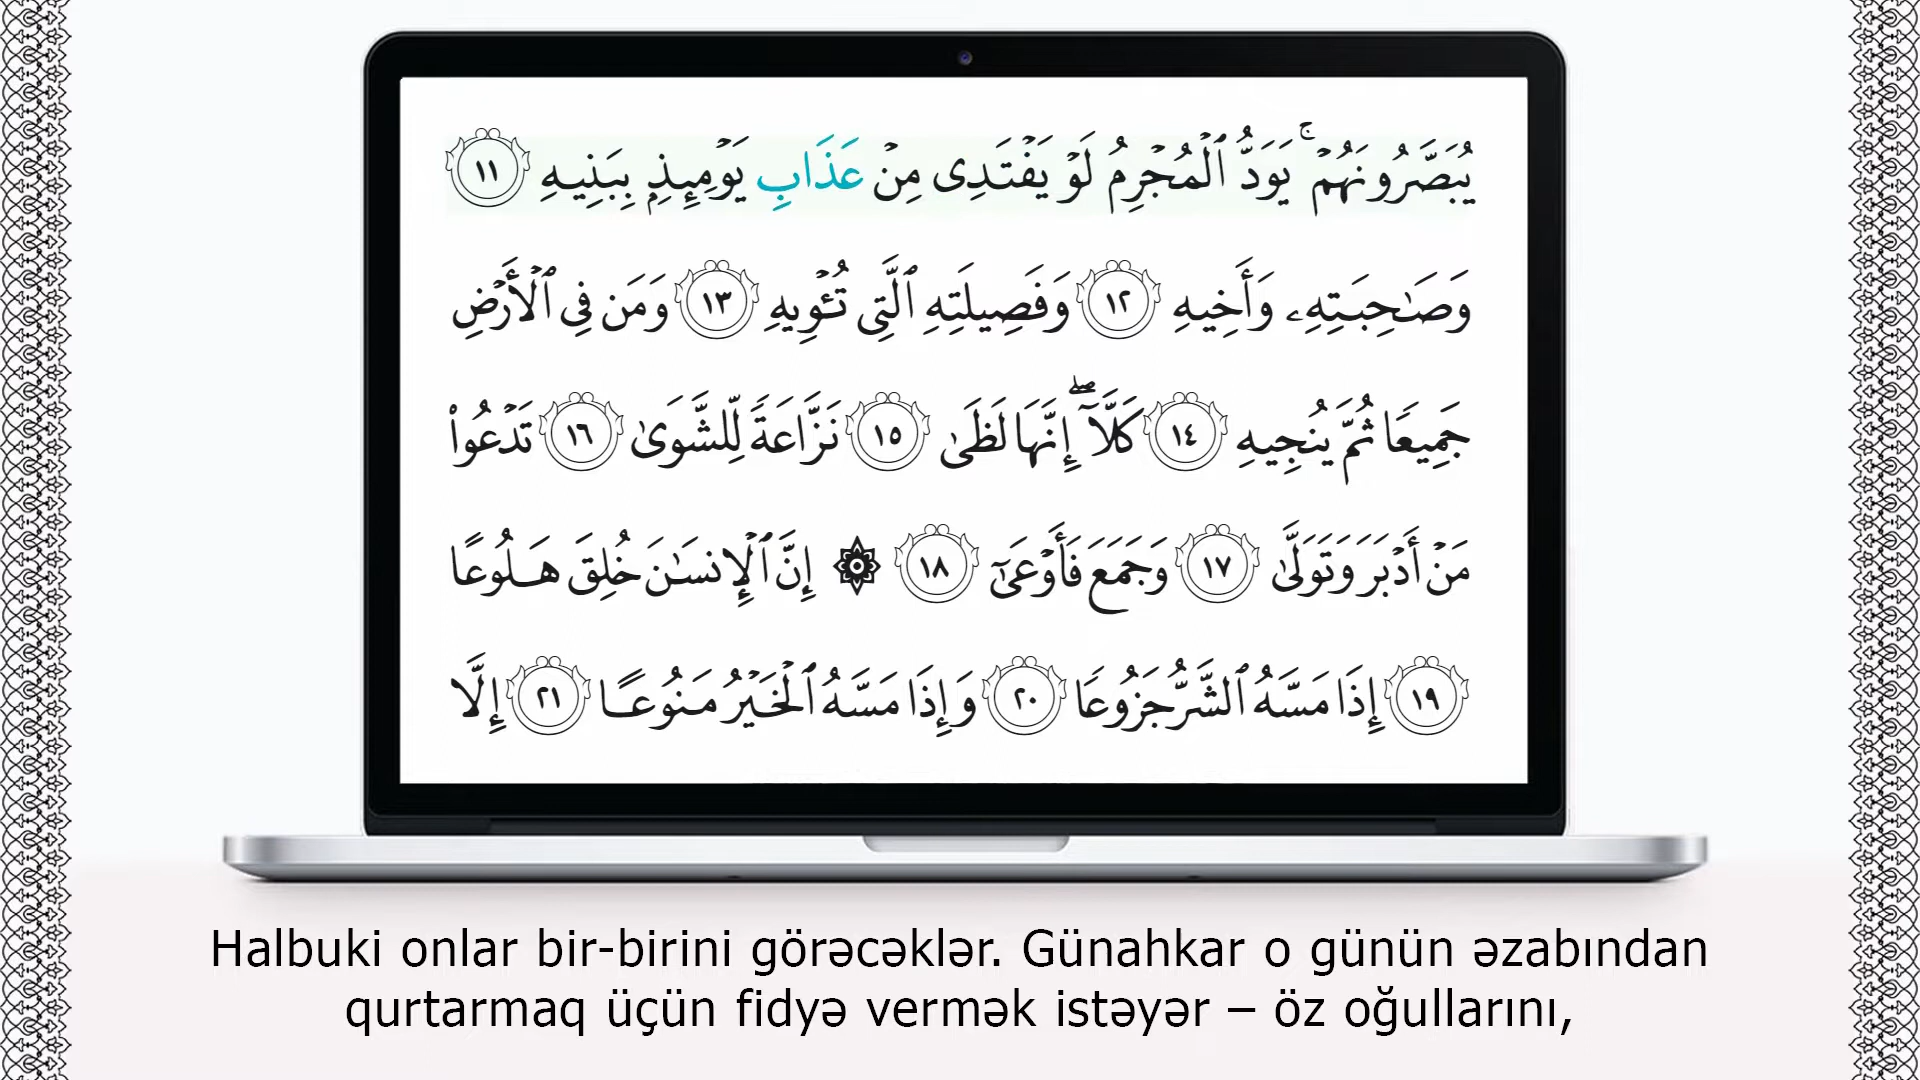 يُبَصَّرُونَهُمْ ۚ يَوَدُّ ٱلْمُجْرِمُ لَوْ يَفْتَدِى مِنْ عَذَابِ يَوْمِئِذٍۭ بِبَنِيهِ ١١
وَصَـٰحِبَتِهِۦ وَأَخِيهِ ١٢ وَفَصِيلَتِهِ ٱلَّتِى تُـْٔوِيهِ ١٣ وَمَن فِى ٱلْأَرْضِ
جَمِيعًا ثُمَّ يُنجِيهِ ١٤ كَلَّآ ۖ إِنَّهَا لَظَىٰ ١٥ نَزَّاعَةً لِّلشَّوَىٰ ١٦ تَدْعُوا۟
مَنْ أَدْبَرَ وَتَوَلَّىٰ ١٧ وَجَمَعَ فَأَوْعَىٰٓ ١٨ ۞ إِنَّ ٱلْإِنسَـٰنَ خُلِقَ هَلُوعًا
١٩ إِذَا مَسَّهُ ٱلشَّرُّ جَزُوعًا ٢٠ وَإِذَا مَسَّهُ ٱلْخَيْرُ مَنُوعًا ٢١ إِلَّا
Halbuki onlar bir-birini görəcəklər. Günahkar o günün əzabından
qurtarmaq üçün fidyə vermək istəyər – öz oğullarını,